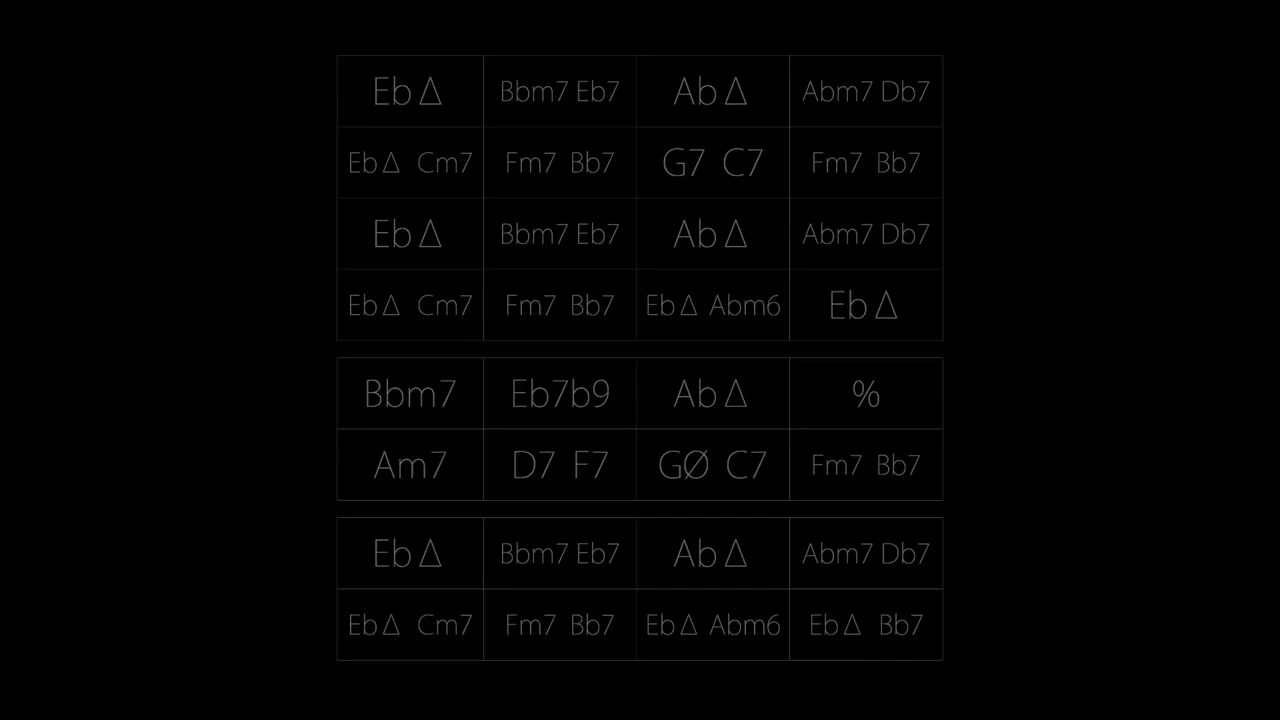 Eb∆ Bbm7 Eb7 Ab∆ Abm7 Db7
Eb∆ Cm7 Fm7 Bb7 G7 C7 Fm7 Bb7
Eb∆ Bbm7 Eb7 Ab∆ Abm7 Db7
Eb∆ Cm7 Fm7 Bb7 Eb∆ Abm6 Eb∆
Bbm7 Eb7b9 Ab∆ %
Am7 D7 F7 GØ C7 Fm7 Bb7
Eb∆ Bbm7 Eb7 Ab∆ Abm7 Db7
Eb∆ Cm7 Fm7 Bb7 Eb∆ Abm6 Eb∆ Bb7